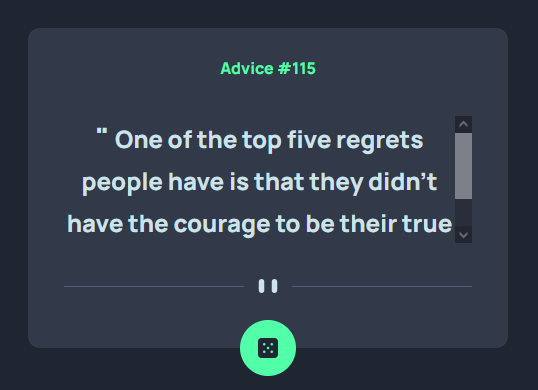 Advice #115
" One of the top five regrets
people have is that they didn’t
have the courage to be their true